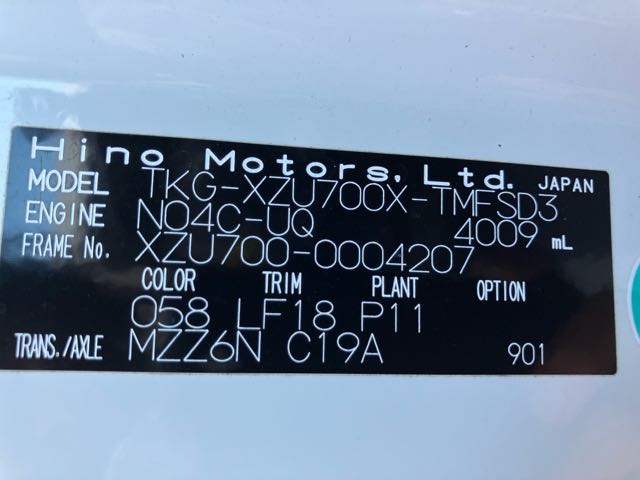 Hino Motors, Ltd. JAPAN
MODEL TKG-XZU700X-TMFSD3
ENGINE N04C-UQ 4009 mL
FRAME No. XZU700-0004207
COLOR TRIM PLANT OPTION
058 LF18 P11
TRANS./AXLE MZZ6N C19A 901